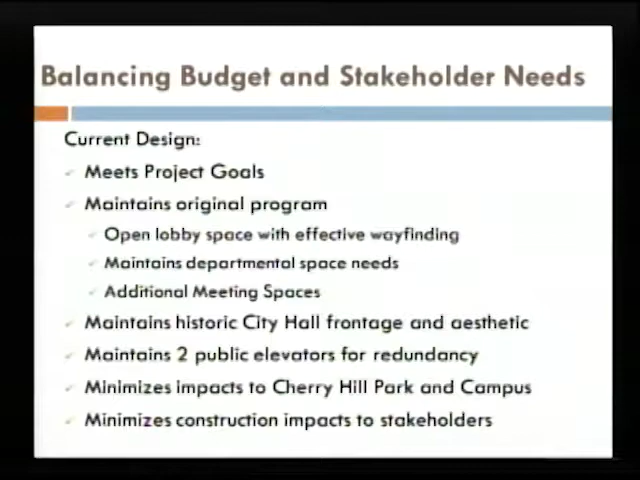 Balancing Budget and Stakeholder Needs
Current Design:
Meets Project Goals
Maintains original program
Open lobby space with effective wayfinding
Maintains departmental space needs
Additional Meeting Spaces
Maintains historic City Hall frontage and aesthetic
Maintains 2 public elevators for redundancy
Minimizes impacts to Cherry Hill Park and Campus
Minimizes construction impacts to stakeholders